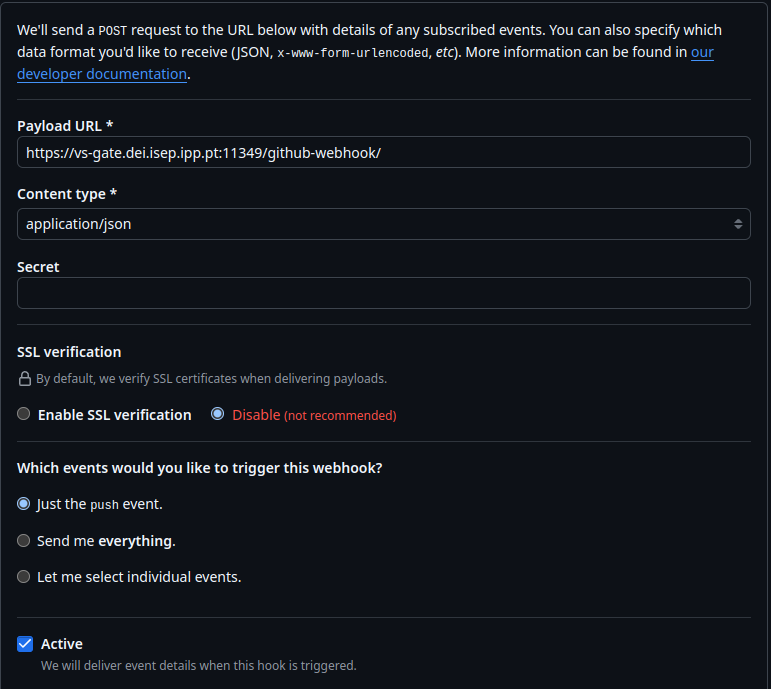 We'll send a POST request to the URL below with details of any subscribed events. You can also specify which
data format you'd like to receive (JSON, x-www-form-urlencoded, etc). More information can be found in our
developer documentation.
Payload URL *
https://vs-gate.dei.isep.ipp.pt:11349/github-webhook/
Content type *
application/json
Secret
SSL verification
By default, we verify SSL certificates when delivering payloads.
Enable SSL verification Disable (not recommended)
Which events would you like to trigger this webhook?
Just the push event.
Send me everything.
Let me select individual events.
Active
We will deliver event details when this hook is triggered.